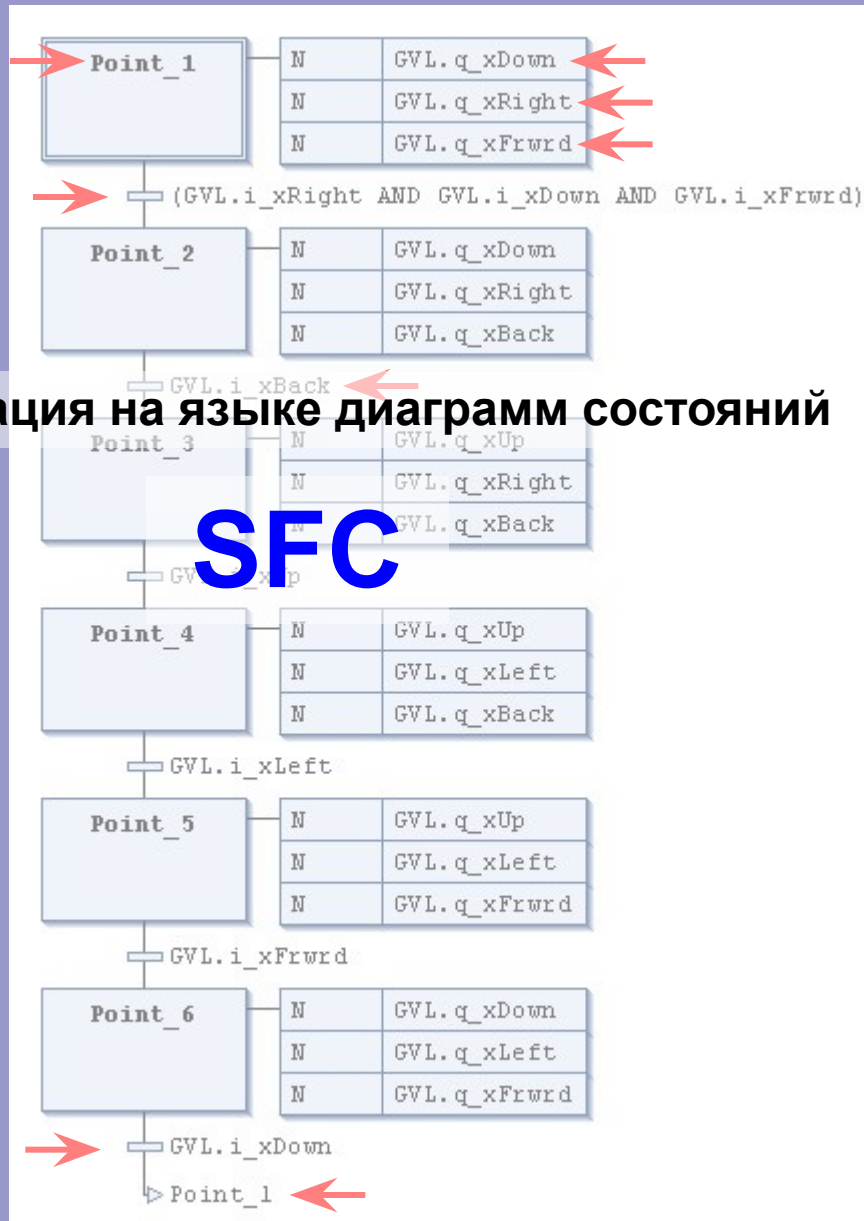 Point_1 N GVL.q_xDown
N GVL.q_xRight
N GVL.q_xFrwrd
(GVL.i_xRight AND GVL.i_xDown AND GVL.i_xFrwrd)
Point_2 N GVL.q_xDown
N GVL.q_xRight
N GVL.q_xBack
GVL.i_xBack
ация на языке диаграмм состояний
Point_3 N GVL.q_xUp
N GVL.q_xRight
N GVL.q_xBack
SFC
GVL.i_xUp
Point_4 N GVL.q_xUp
N GVL.q_xLeft
N GVL.q_xBack
GVL.i_xLeft
Point_5 N GVL.q_xUp
N GVL.q_xLeft
N GVL.q_xFrwrd
GVL.i_xFrwrd
Point_6 N GVL.q_xDown
N GVL.q_xLeft
N GVL.q_xFrwrd
GVL.i_xDown
Point_1